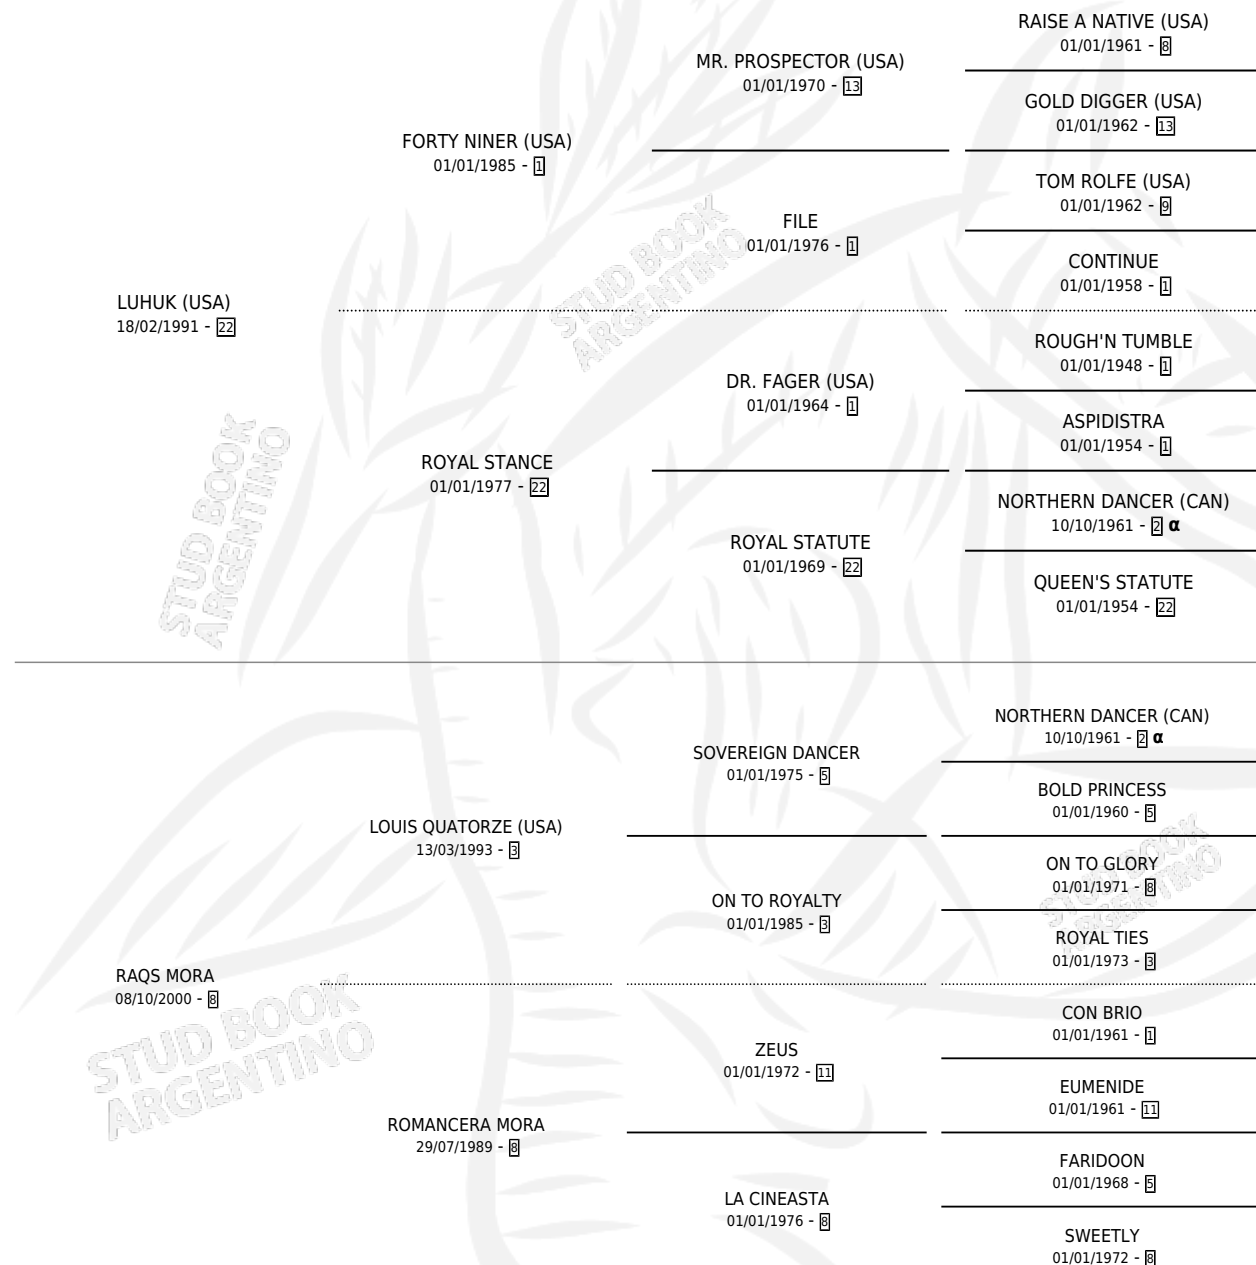 RAISE A NATIVE (USA)
01/01/1961 - 8
MR. PROSPECTOR (USA)
01/01/1970 - 13
GOLD DIGGER (USA)
01/01/1962 - 13
FORTY NINER (USA)
01/01/1985 - 1
TOM ROLFE (USA)
01/01/1962 - 9
FILE
01/01/1976 - 1
CONTINUE
01/01/1958 - 1
LUHUK (USA)
18/02/1991 - 22
ROUGH'N TUMBLE
01/01/1948 - 1
DR. FAGER (USA)
01/01/1964 - 1
ASPIDISTRA
01/01/1954 - 1
ROYAL STANCE
01/01/1977 - 22
NORTHERN DANCER (CAN)
10/10/1961 - 2 α
ROYAL STATUTE
01/01/1969 - 22
QUEEN'S STATUTE
01/01/1954 - 22
NORTHERN DANCER (CAN)
10/10/1961 - 2 α
SOVEREIGN DANCER
01/01/1975 - 5
BOLD PRINCESS
01/01/1960 - 5
LOUIS QUATORZE (USA)
13/03/1993 - 3
ON TO GLORY
01/01/1971 - 8
ON TO ROYALTY
01/01/1985 - 3
ROYAL TIES
01/01/1973 - 3
RAQS MORA
08/10/2000 - 8
CON BRIO
01/01/1961 - 1
ZEUS
01/01/1972 - 11
EUMENIDE
01/01/1961 - 11
ROMANCERA MORA
29/07/1989 - 8
FARIDOON
01/01/1968 - 5
LA CINEASTA
01/01/1976 - 8
SWEETLY
01/01/1972 - 8
STUD BOOK
ARGENTINO
STUD BOOK
ARGENTINO
STUD BOOK
ARGENTINO
STUD BOOK
ARGENTINO